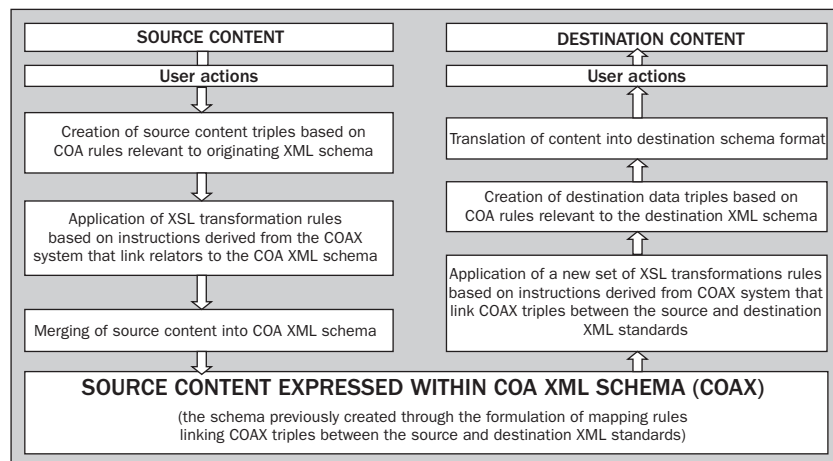 SOURCE CONTENT
User actions
Creation of source content triples based on
COA rules relevant to originating XML schema
Application of XSL transformation rules
based on instructions derived from the COAX
system that link relators to the COA XML schema
Merging of source content into COA XML schema
DESTINATION CONTENT
User actions
Translation of content into destination schema format
Creation of destination data triples based on
COA rules relevant to the destination XML schema
Application of a new set of XSL transformations rules
based on instructions derived from COAX system that
link COAX triples between the source and destination
XML standards
SOURCE CONTENT EXPRESSED WITHIN COA XML SCHEMA (COAX)
(the schema previously created through the formulation of mapping rules
linking COAX triples between the source and destination XML standards)